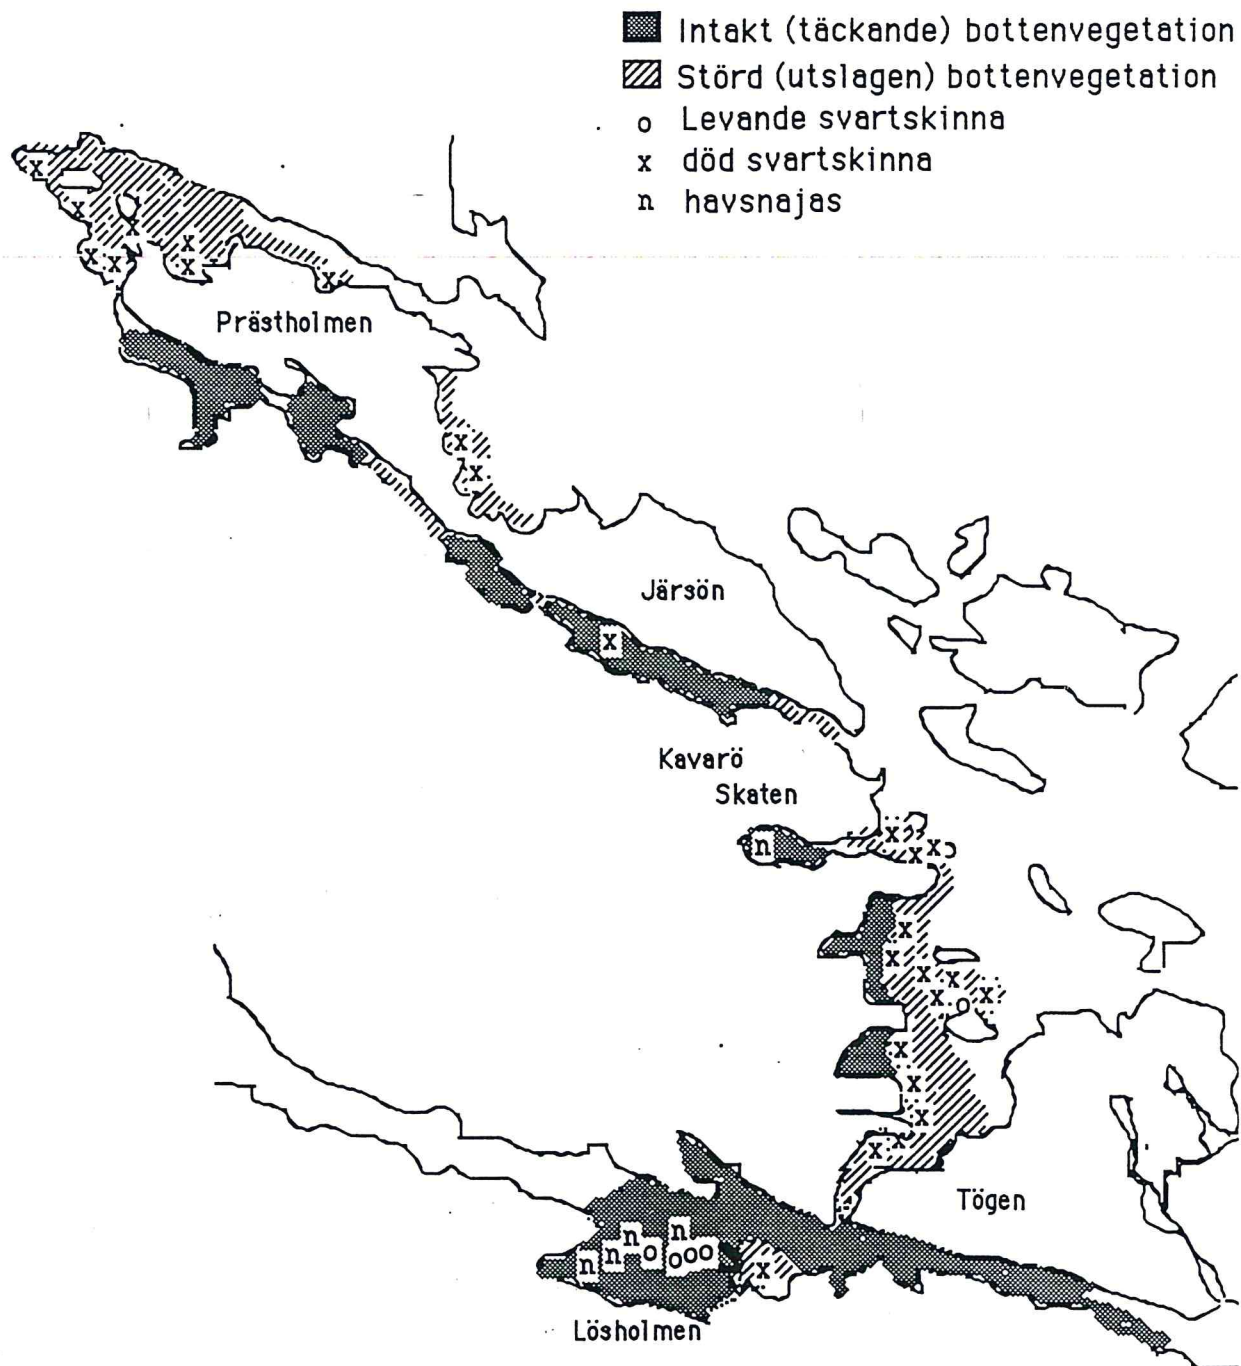 Intakt (täckande) bottenvegetation
Störd (utslagen) bottenvegetation
o Levande svartskinna
x död svartskinna
n havsnajas
x
x
x
x
x
x
x
x
Prästholmen
x
x
Järsön
x
Kavarö
Skaten
x
n
x
x
x
x
x
x
x
x
o
x
x
x
x
x
Tögen
n
n
n
n
o
o
o
o
x
Lösholmen